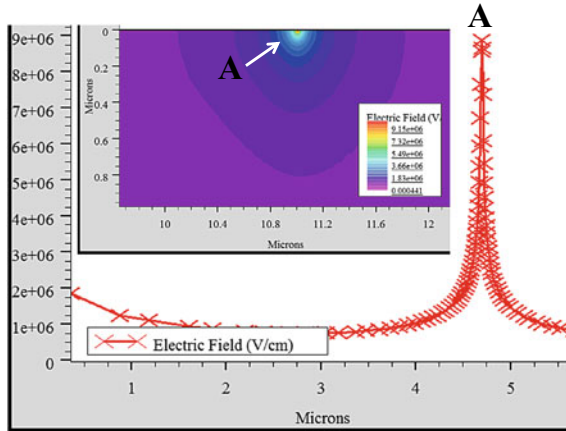 A
9e+06
8e+06
7e+06
6e+06
5e+06
4e+06
3e+06
2e+06
1e+06
0
Microns
0
0.2
0.4
0.6
0.8
A
Electric Field (V/
9.15e+06
7.32e+06
5.49e+06
3.66e+06
1.83e+06
0.000441
10 10.4 10.8 11.2 11.6 12
Microns
Electric Field (V/cm)
1 2 3 4 5
Microns